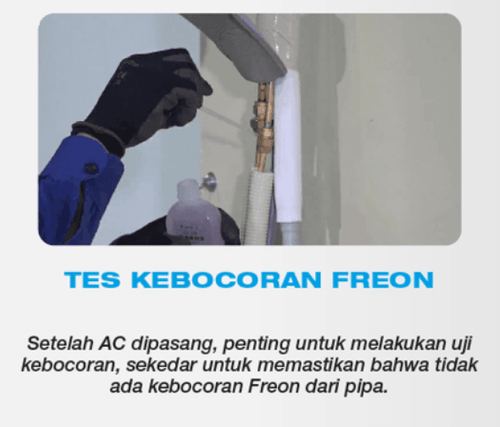 TES KEBOCORAN FREON
Setelah AC dipasang, penting untuk melakukan uji
kebocoran, sekedar untuk memastikan bahwa tidak
ada kebocoran Freon dari pipa.